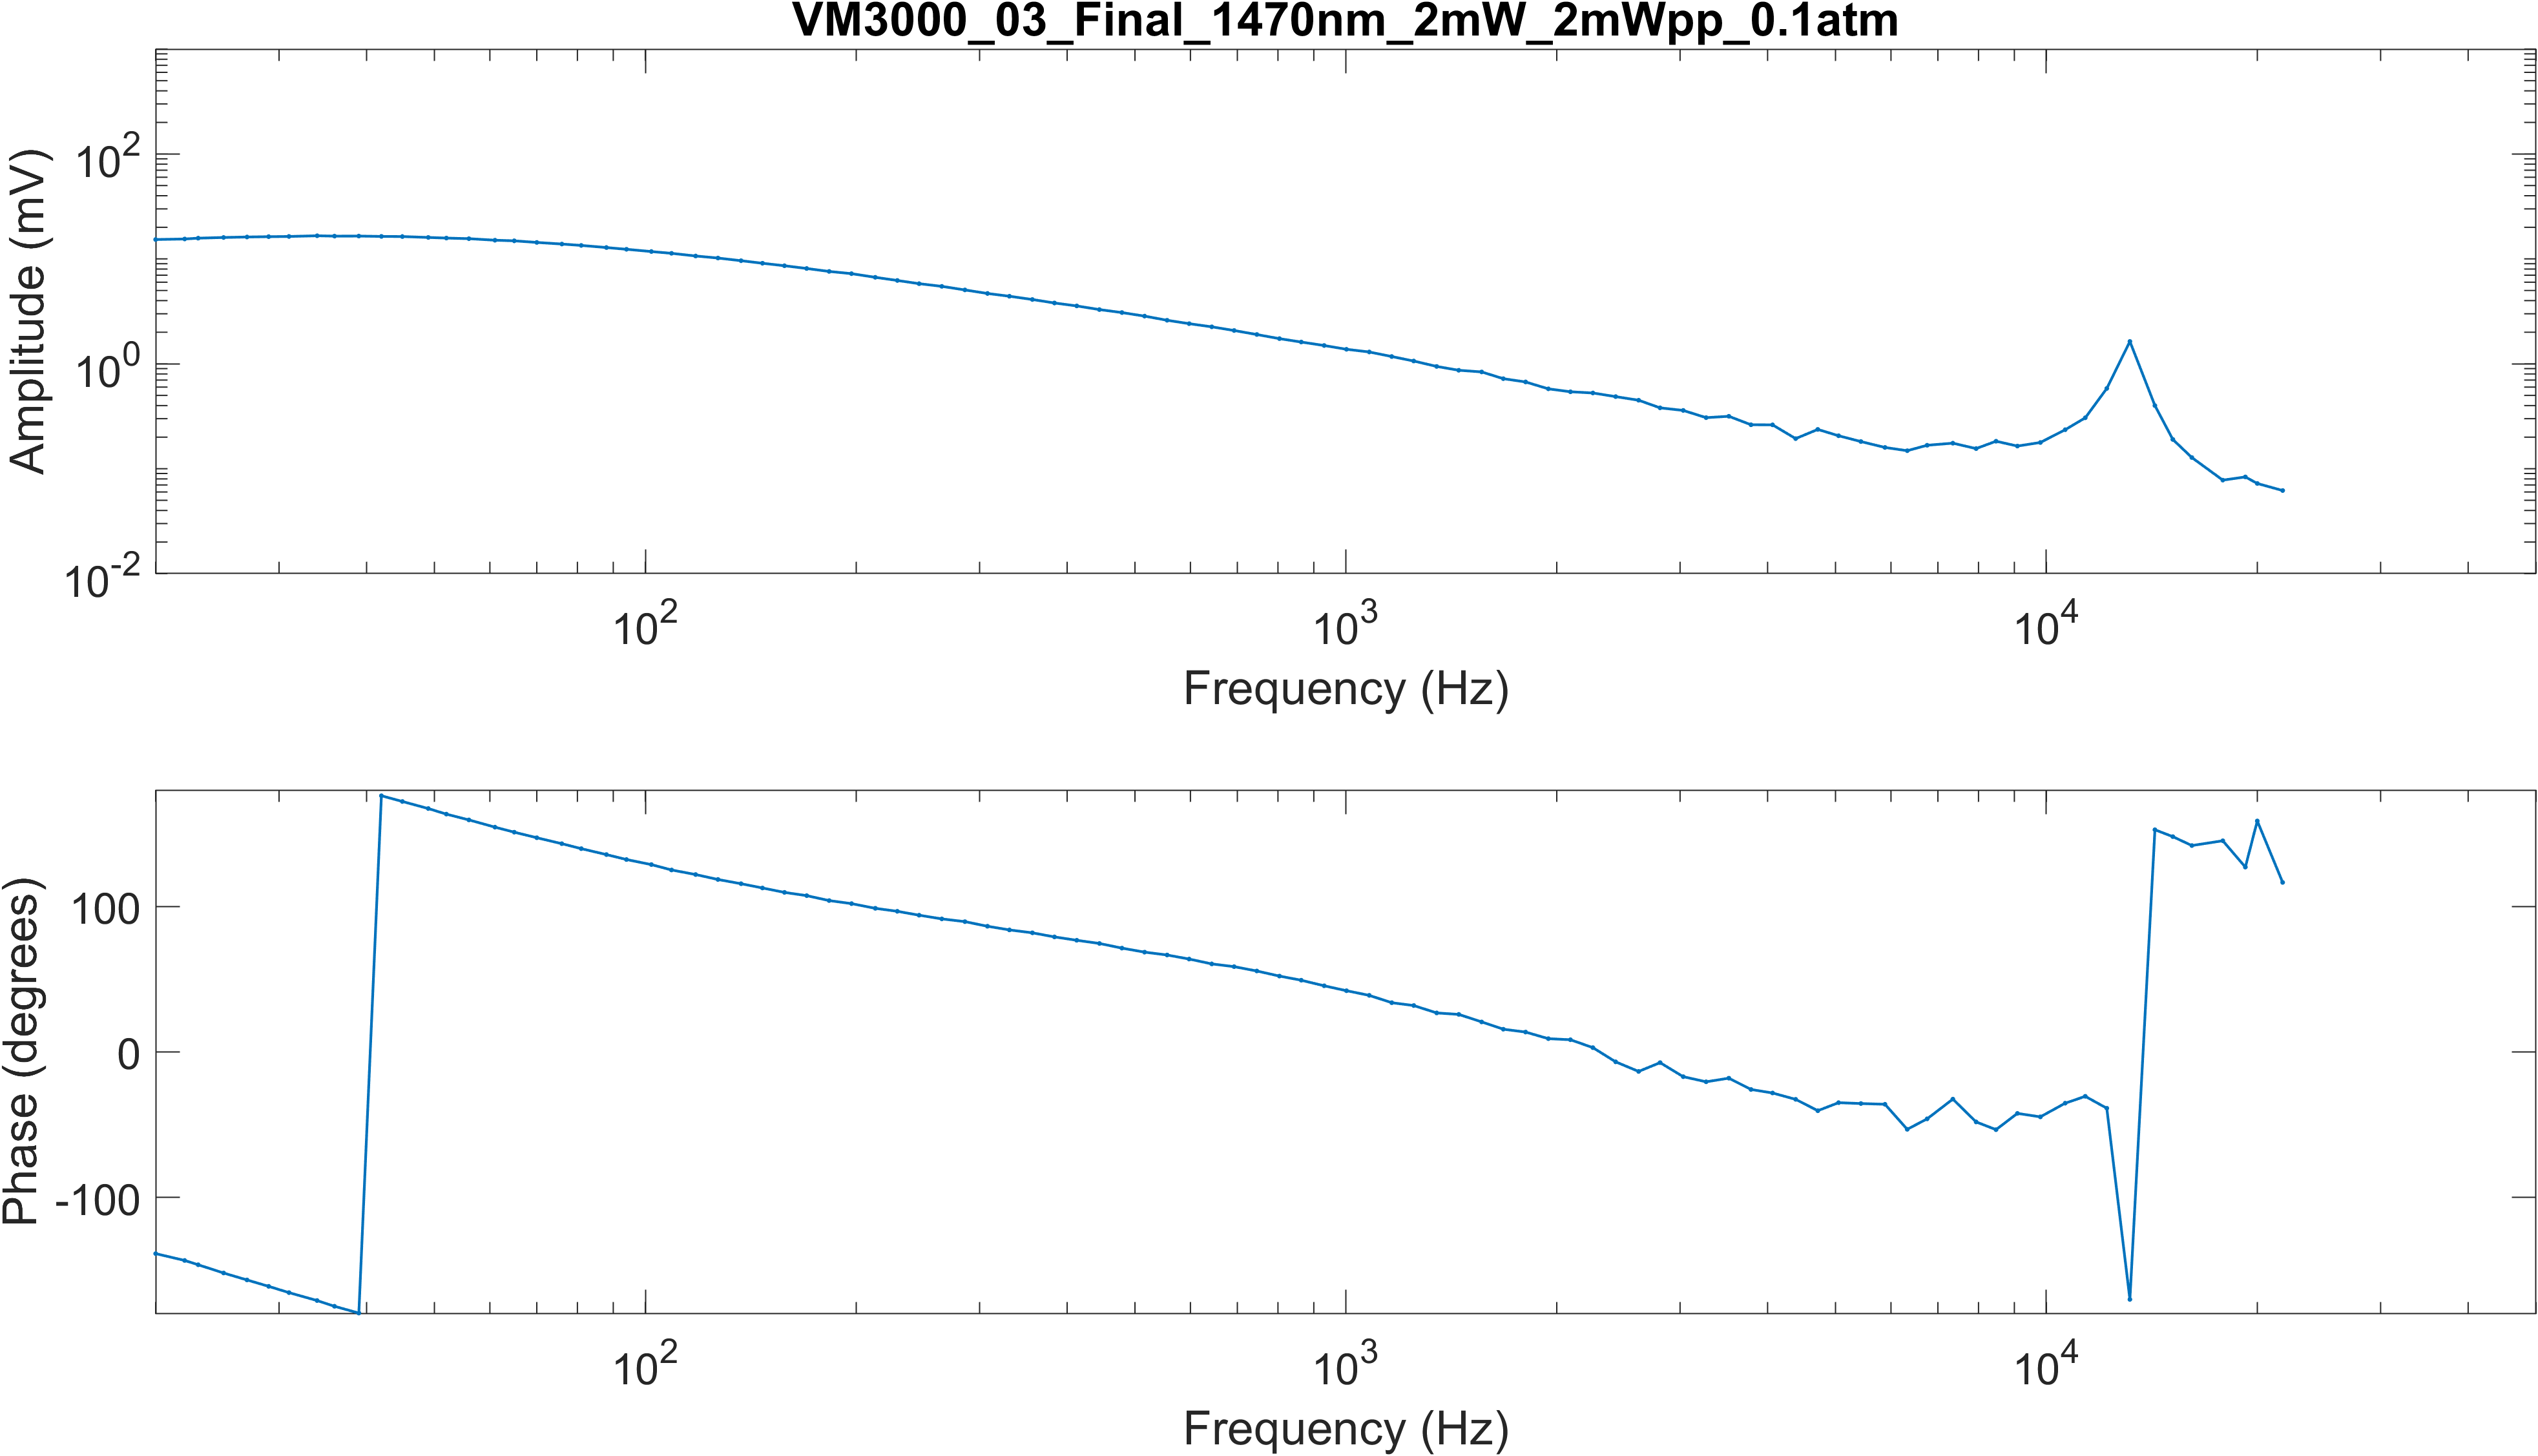 VM3000_03_Final_1470nm_2mW_2mWpp_0.1atm
Amplitude (mV)
10^2
10^0
10^-2
10^2
10^3
10^4
Frequency (Hz)
Phase (degrees)
100
0
-100
10^2
10^3
10^4
Frequency (Hz)